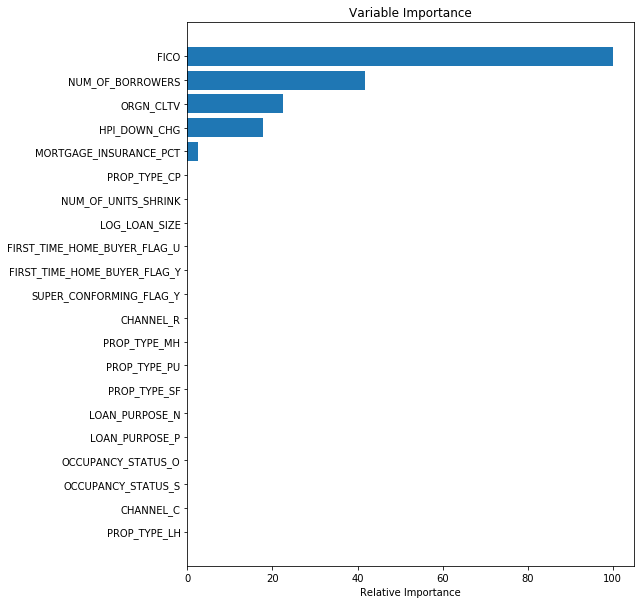 Variable Importance
FICO
NUM_OF_BORROWERS
ORGN_CLTV
HPI_DOWN_CHG
MORTGAGE_INSURANCE_PCT
PROP_TYPE_CP
NUM_OF_UNITS_SHRINK
LOG_LOAN_SIZE
FIRST_TIME_HOME_BUYER_FLAG_U
FIRST_TIME_HOME_BUYER_FLAG_Y
SUPER_CONFORMING_FLAG_Y
CHANNEL_R
PROP_TYPE_MH
PROP_TYPE_PU
PROP_TYPE_SF
LOAN_PURPOSE_N
LOAN_PURPOSE_P
OCCUPANCY_STATUS_O
OCCUPANCY_STATUS_S
CHANNEL_C
PROP_TYPE_LH
0 20 40 60 80 100
Relative Importance